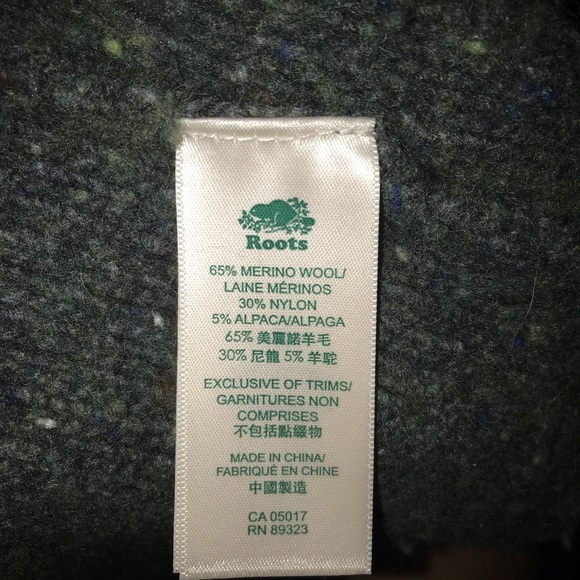 Roots
65% MERINO WOOL/
LAINE MÉRINOS
30% NYLON
5% ALPACA/ALPAGA
65% 美麗諾羊毛
30% 尼龍 5% 羊駝
EXCLUSIVE OF TRIMS/
GARNITURES NON
COMPRISES
不包括點綴物
MADE IN CHINA/
FABRIQUÉ EN CHINE
中國製造
CA 05017
RN 89323